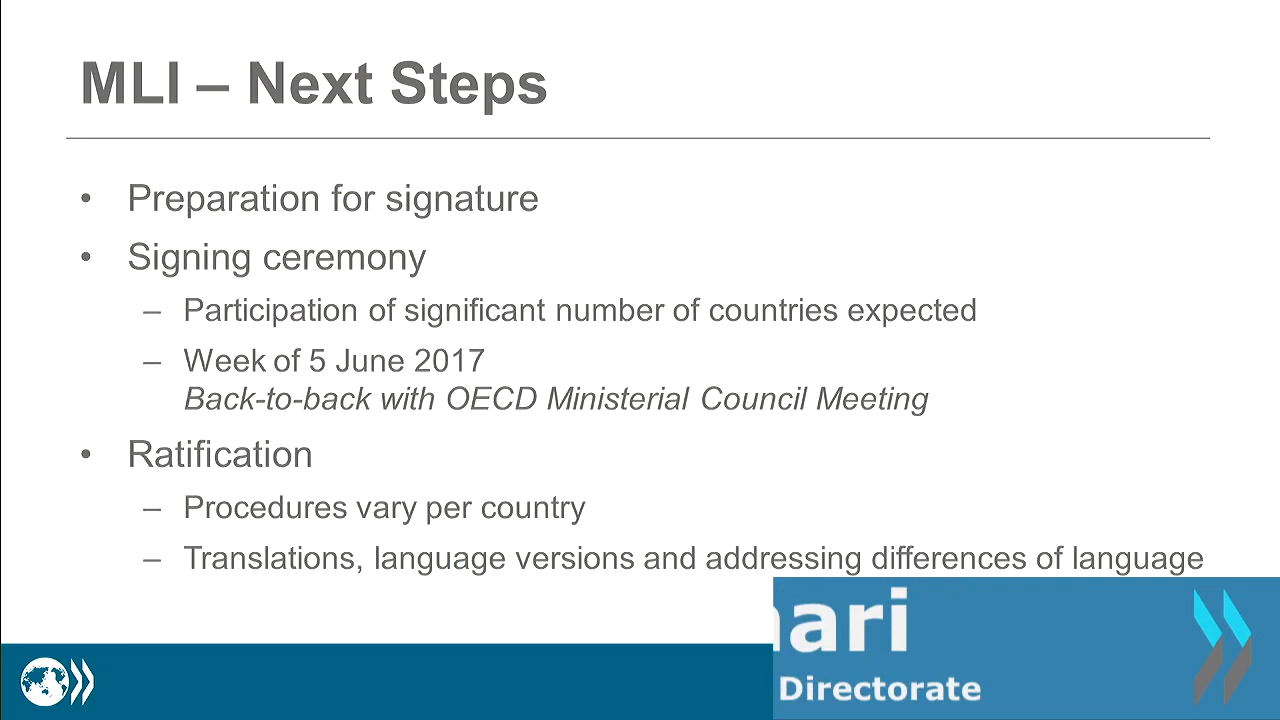 MLI – Next Steps
• Preparation for signature
• Signing ceremony
– Participation of significant number of countries expected
– Week of 5 June 2017
Back-to-back with OECD Ministerial Council Meeting
• Ratification
– Procedures vary per country
– Translations, language versions and addressing differences of language
ari
Directorate